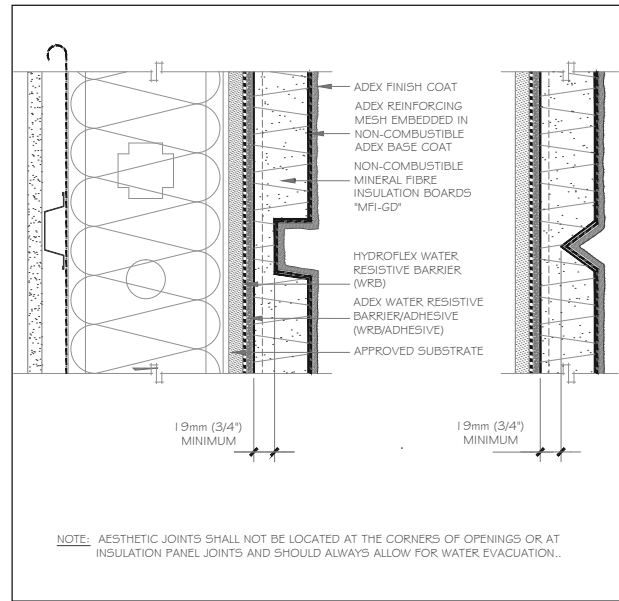 ADEX FINISH COAT
ADEX REINFORCING
MESH EMBEDDED IN
NON-COMBUSTIBLE
ADEX BASE COAT
NON-COMBUSTIBLE
MINERAL FIBRE
INSULATION BOARDS
"MFI-GD"
HYDROFLEX WATER
RESISTIVE BARRIER
(WRB)
ADEX WATER RESISTIVE
BARRIER/ADHESIVE
(WRB/ADHESIVE)
APPROVED SUBSTRATE
19mm (3/4")
MINIMUM
19mm (3/4")
MINIMUM
NOTE: AESTHETIC JOINTS SHALL NOT BE LOCATED AT THE CORNERS OF OPENINGS OR AT
INSULATION PANEL JOINTS AND SHOULD ALWAYS ALLOW FOR WATER EVACUATION..